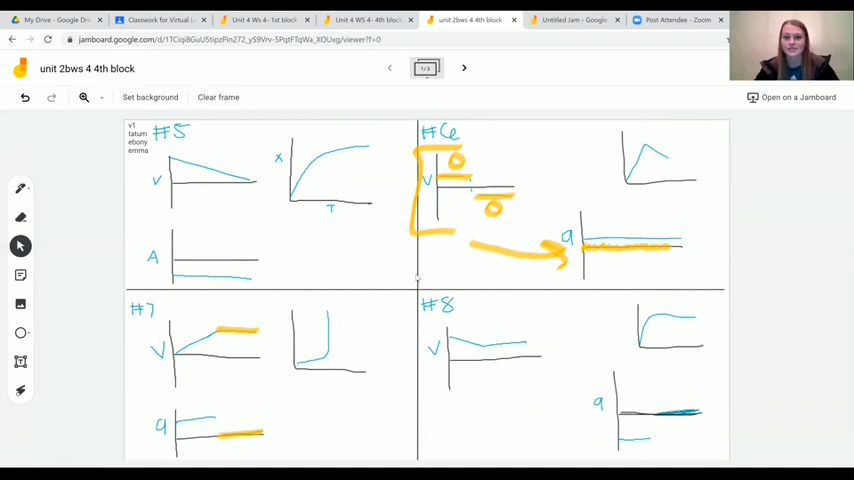 My Drive - Google Dri
Classwork for Virtual L
Unit 4 Ws 4- 1st block
Unit 4 WS 4- 4th block
unit 2bws 4 4th block
Untitled Jam - Google
Post Attendee - Zoom
jamboard.google.com/d/1TCiqi8GuU5tipzPin272_yS9Vrv-SPqtFTqWa_XOUxg/viewer?f=0
unit 2bws 4 4th block
1/3
Set background
Clear frame
Open on a Jamboard
v1
tatum
ebony
emma
#5
V
X
T
A
#6
V
0
0
a
#7
V
a
#8
V
a